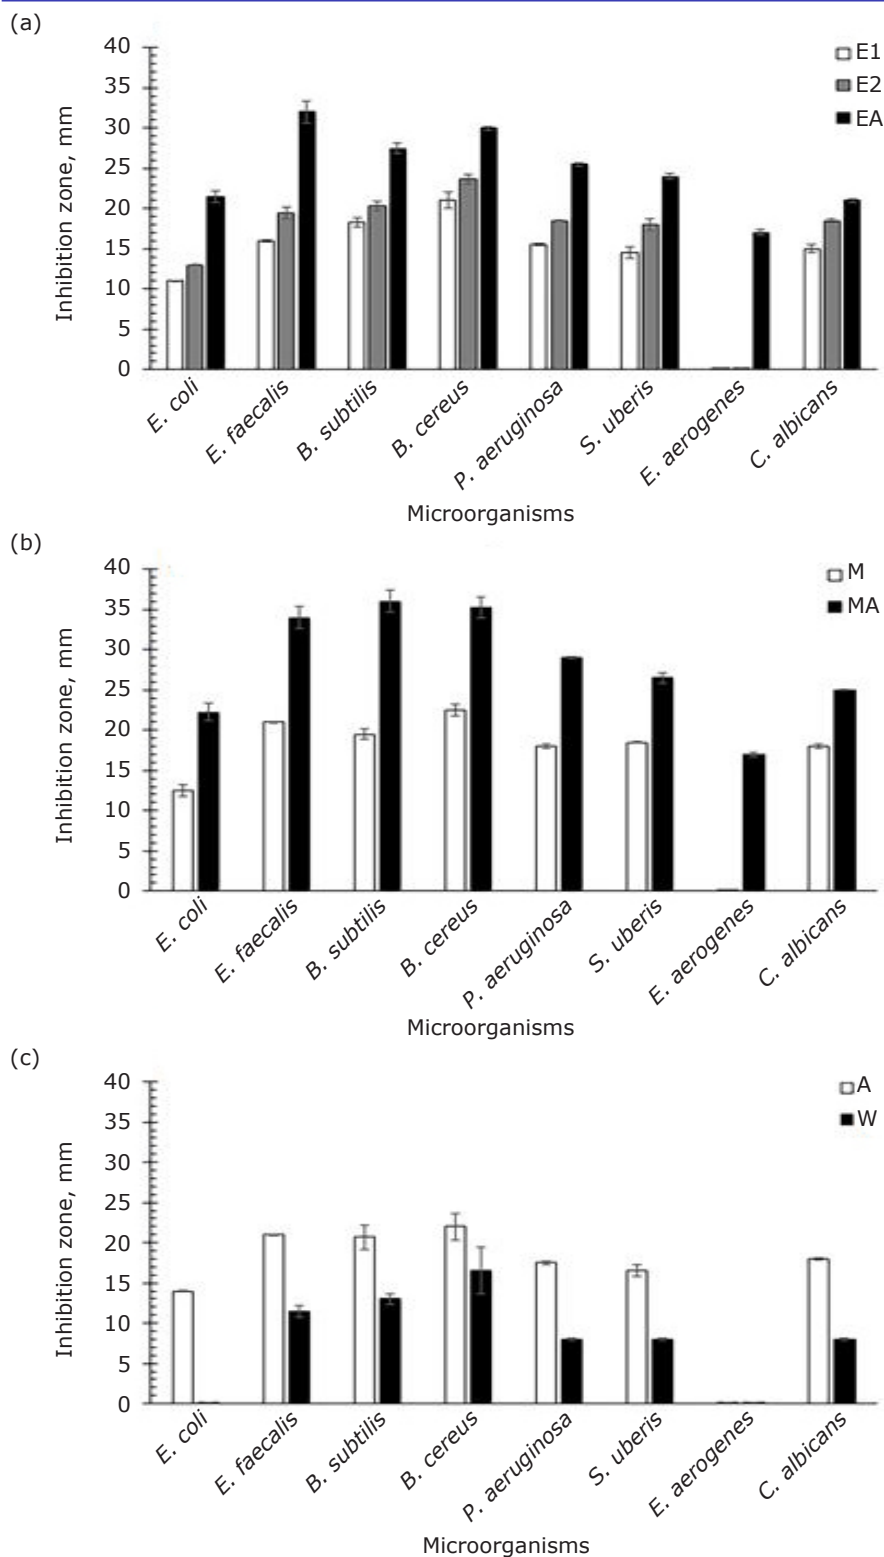 (a)
40
35
30
25
20
15
10
5
0
Inhibition zone, mm
E1
E2
EA
E. coli
E. faecalis
B. subtilis
B. cereus
P. aeruginosa
S. uberis
E. aerogenes
C. albicans
Microorganisms
(b)
40
35
30
25
20
15
10
5
0
Inhibition zone, mm
M
MA
E. coli
E. faecalis
B. subtilis
B. cereus
P. aeruginosa
S. uberis
E. aerogenes
C. albicans
Microorganisms
(c)
40
35
30
25
20
15
10
5
0
Inhibition zone, mm
A
W
E. coli
E. faecalis
B. subtilis
B. cereus
P. aeruginosa
S. uberis
E. aerogenes
C. albicans
Microorganisms